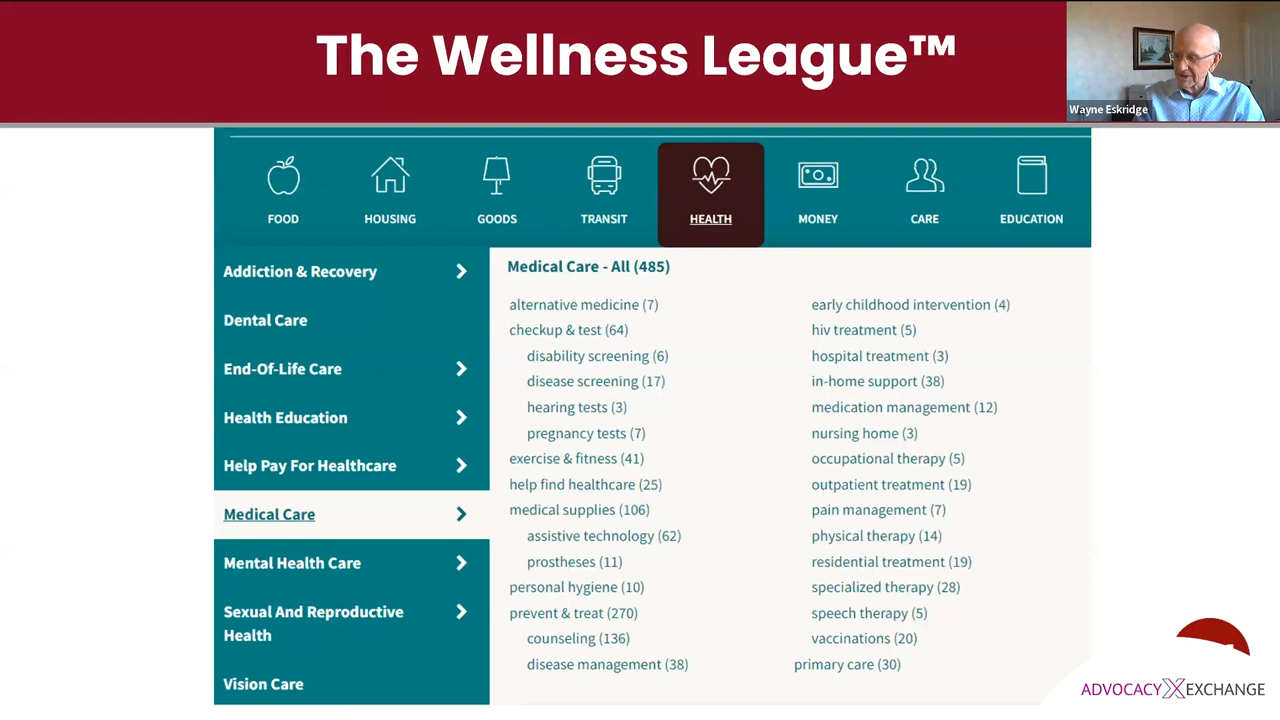 The Wellness League™
Wayne Eskridge
FOOD
HOUSING
GOODS
TRANSIT
HEALTH
MONEY
CARE
EDUCATION
Addiction & Recovery
Dental Care
End-Of-Life Care
Health Education
Help Pay For Healthcare
Medical Care
Mental Health Care
Sexual And Reproductive
Health
Vision Care
Medical Care - All (485)
alternative medicine (7)
checkup & test (64)
disability screening (6)
disease screening (17)
hearing tests (3)
pregnancy tests (7)
exercise & fitness (41)
help find healthcare (25)
medical supplies (106)
assistive technology (62)
prostheses (11)
personal hygiene (10)
prevent & treat (270)
counseling (136)
disease management (38)
early childhood intervention (4)
hiv treatment (5)
hospital treatment (3)
in-home support (38)
medication management (12)
nursing home (3)
occupational therapy (5)
outpatient treatment (19)
pain management (7)
physical therapy (14)
residential treatment (19)
specialized therapy (28)
speech therapy (5)
vaccinations (20)
primary care (30)
ADVOCACY X EXCHANGE